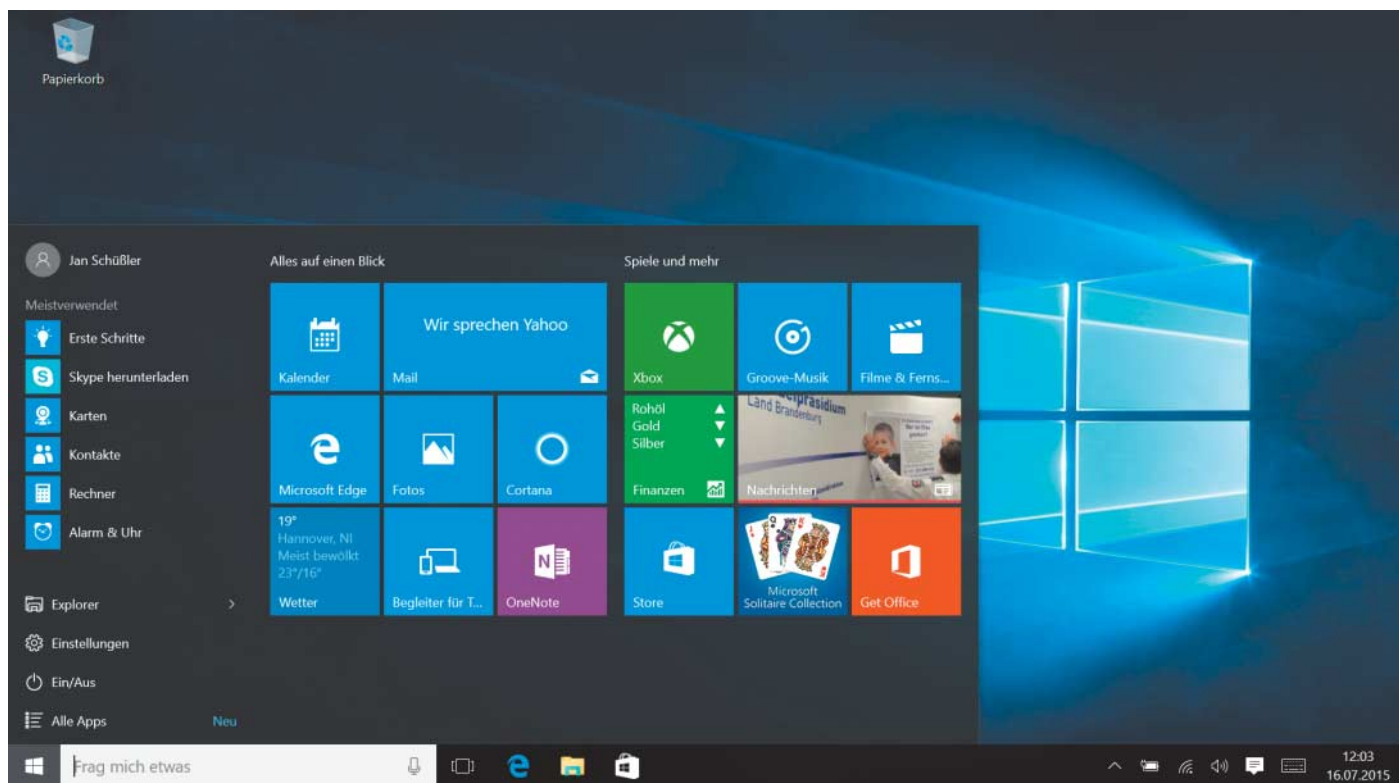 Papierkorb
Jan Schüßler
Meistverwendet
Erste Schritte
Skype herunterladen
Karten
Kontakte
Rechner
Alarm & Uhr
Explorer
Einstellungen
Ein/Aus
Alle Apps Neu
Alles auf einen Blick
Kalender
Wir sprechen Yahoo
Mail
Microsoft Edge
Fotos
Cortana
19°
Hannover, NI
Meist bewölkt
23°/16°
Wetter
Begleiter für T...
OneNote
Spiele und mehr
Xbox
Groove-Musik
Filme & Ferns...
Rohöl
Gold
Silber
Finanzen
Land Brandenburg
Nachrichten
Store
Microsoft
Solitaire Collection
Get Office
Frag mich etwas
12:03
16.07.2015